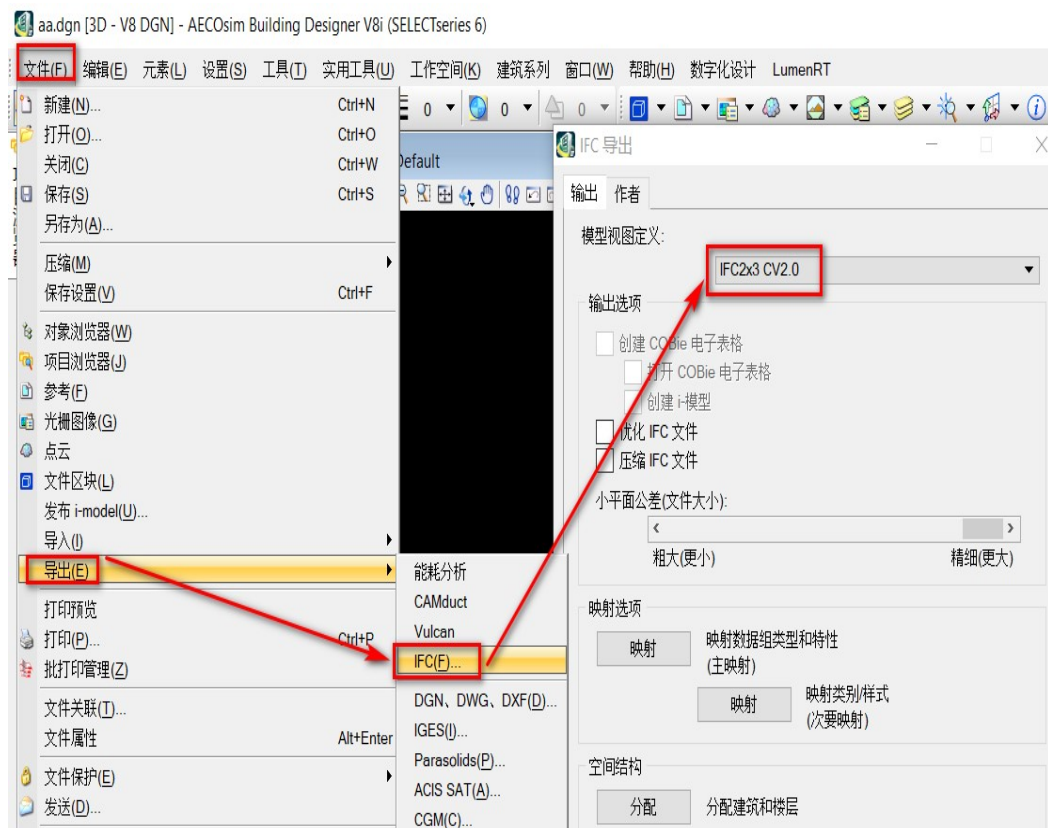 aa.dgn [3D - V8 DGN] - AECOsim Building Designer V8i (SELECTseries 6)
文件(F) 编辑(E) 元素(L) 设置(S) 工具(T) 实用工具(U) 工作空间(K) 建筑系列 窗口(W) 帮助(H) 数字化设计 LumenRT
新建(N)... Ctrl+N
打开(O)... Ctrl+O
关闭(C) Ctrl+W
保存(S) Ctrl+S
另存为(A)...
压缩(M)
保存设置(V) Ctrl+F
对象浏览器(W)
项目浏览器(J)
参考(F)
光栅图像(G)
点云
文件区块(L)
发布 i-model(U)...
导入(I)
导出(E)
打印预览
打印(P)... Ctrl+P
批打印管理(Z)
文件关联(T)...
文件属性 Alt+Enter
文件保护(E)
发送(D)...
0 0 0
Default
能耗分析
CAMduct
Vulcan
IFC(F)...
DGN、DWG、DXF(D)...
IGES(I)...
Parasolids(P)...
ACIS SAT(A)...
CGM(C)...
IFC 导出
输出 作者
模型视图定义:
IFC2x3 CV2.0
输出选项
创建 COBie 电子表格
打开 COBie 电子表格
创建 i-模型
优化 IFC 文件
压缩 IFC 文件
小平面公差(文件大小):
粗大(更小) 精细(更大)
映射选项
映射 映射数据组类型和特性
(主映射)
映射 映射类别/样式
(次要映射)
空间结构
分配 分配建筑和楼层